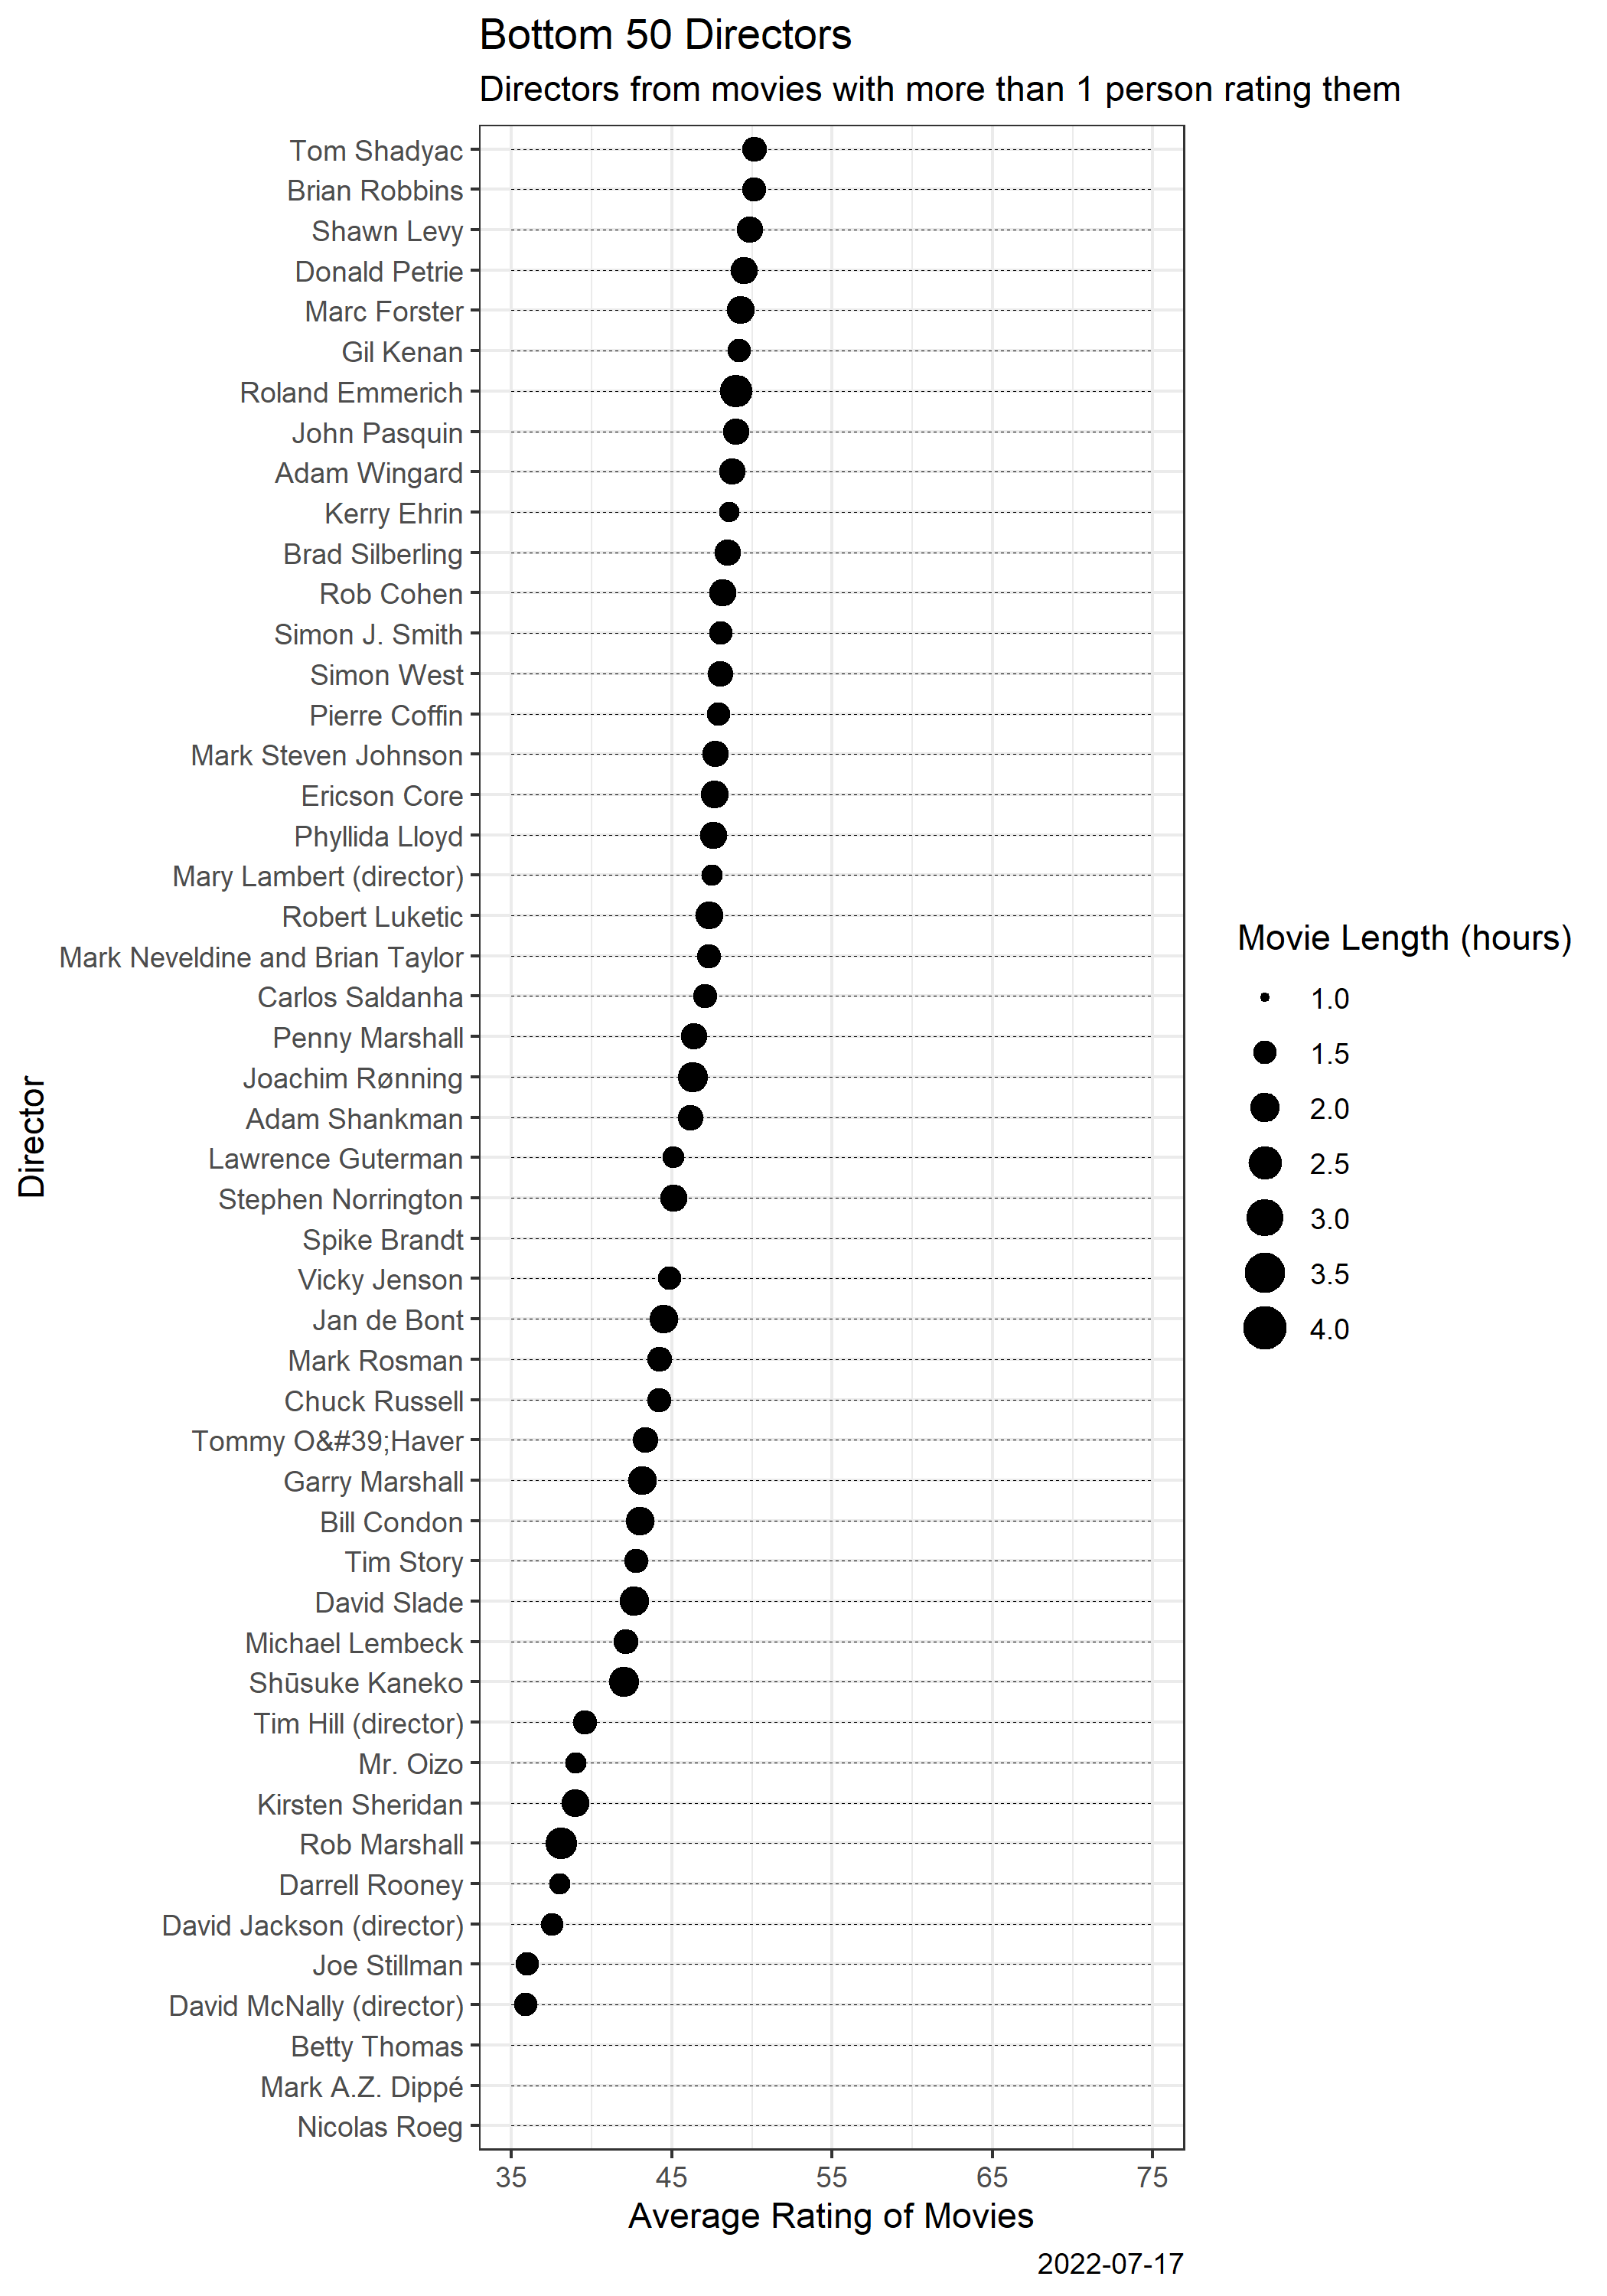 Bottom 50 Directors
Directors from movies with more than 1 person rating them
Director
Tom Shadyac
Brian Robbins
Shawn Levy
Donald Petrie
Marc Forster
Gil Kenan
Roland Emmerich
John Pasquin
Adam Wingard
Kerry Ehrin
Brad Silberling
Rob Cohen
Simon J. Smith
Simon West
Pierre Coffin
Mark Steven Johnson
Ericson Core
Phyllida Lloyd
Mary Lambert (director)
Robert Luketic
Mark Neveldine and Brian Taylor
Carlos Saldanha
Penny Marshall
Joachim Rønning
Adam Shankman
Lawrence Guterman
Stephen Norrington
Spike Brandt
Vicky Jenson
Jan de Bont
Mark Rosman
Chuck Russell
Tommy O&#39;Haver
Garry Marshall
Bill Condon
Tim Story
David Slade
Michael Lembeck
Shūsuke Kaneko
Tim Hill (director)
Mr. Oizo
Kirsten Sheridan
Rob Marshall
Darrell Rooney
David Jackson (director)
Joe Stillman
David McNally (director)
Betty Thomas
Mark A.Z. Dippé
Nicolas Roeg
35 45 55 65 75
Average Rating of Movies
Movie Length (hours)
1.0
1.5
2.0
2.5
3.0
3.5
4.0
2022-07-17